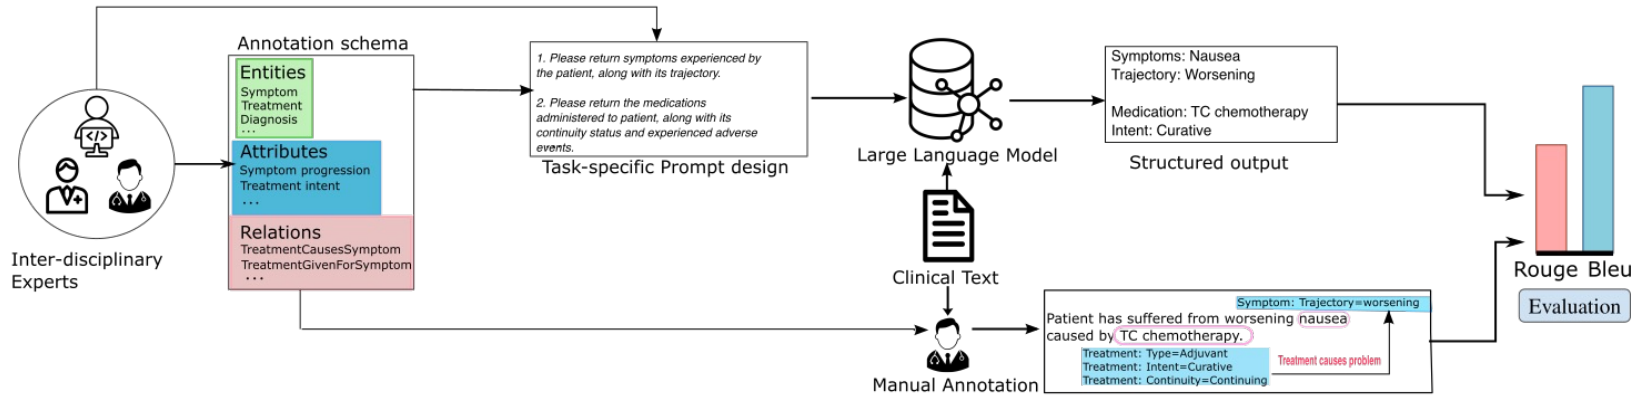 Annotation schema
Entities
Symptom
Treatment
Diagnosis
...
Attributes
Symptom progression
Treatment intent
...
Relations
TreatmentCausesSymptom
TreatmentGivenForSymptom
...
Inter-disciplinary
Experts
1. Please return symptoms experienced by
the patient, along with its trajectory.
2. Please return the medications
administered to patient, along with its
continuity status and experienced adverse
events.
...
Task-specific Prompt design
Large Language Model
Clinical Text
Manual Annotation
Symptoms: Nausea
Trajectory: Worsening
Medication: TC chemotherapy
Intent: Curative
Structured output
Symptom: Trajectory=worsening
Patient has suffered from worsening nausea
caused by TC chemotherapy.
Treatment: Type=Adjuvant
Treatment: Intent=Curative
Treatment: Continuity=Continuing
Treatment causes problem
Rouge Bleu
Evaluation